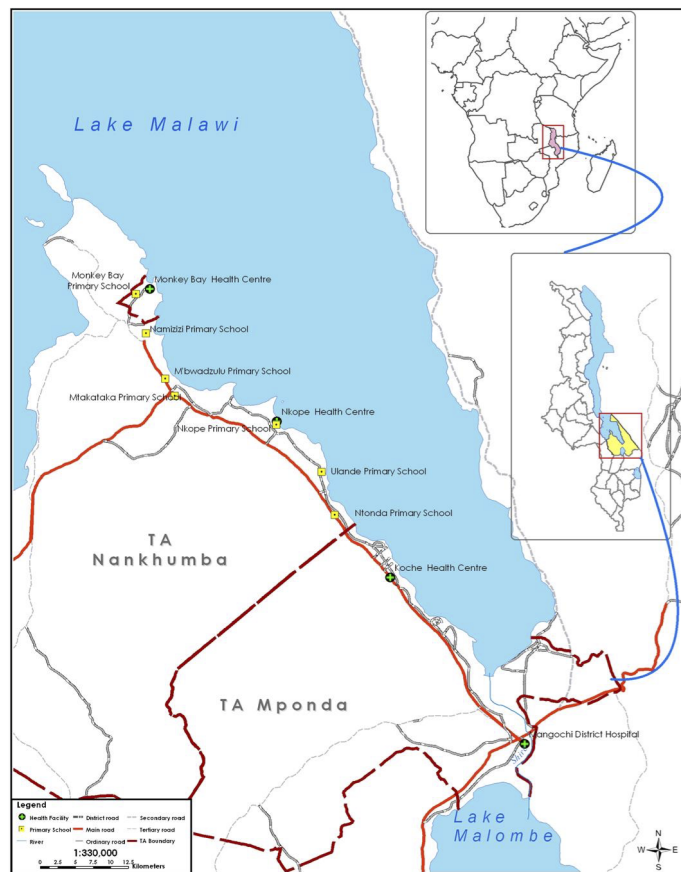 Lake Malawi
Monkey Bay
Primary School
Monkey Bay Health Centre
Namizizi Primary School
M'bwadzulu Primary School
Mtakataka Primary School
Nkope Health Centre
Nkope Primary School
Ulande Primary School
Ntonda Primary School
TA
Nankhumba
Koche Health Centre
TA Mponda
Mangochi District Hospital
Shire
Lake
Malombe
Legend
Health Facility
District road
Secondary road
Primary School
Main road
Tertiary road
River
Ordinary road
TA Boundary
1:330,000
0 2.5 5 7.5 10 12.5
Kilometers
N
W E
S